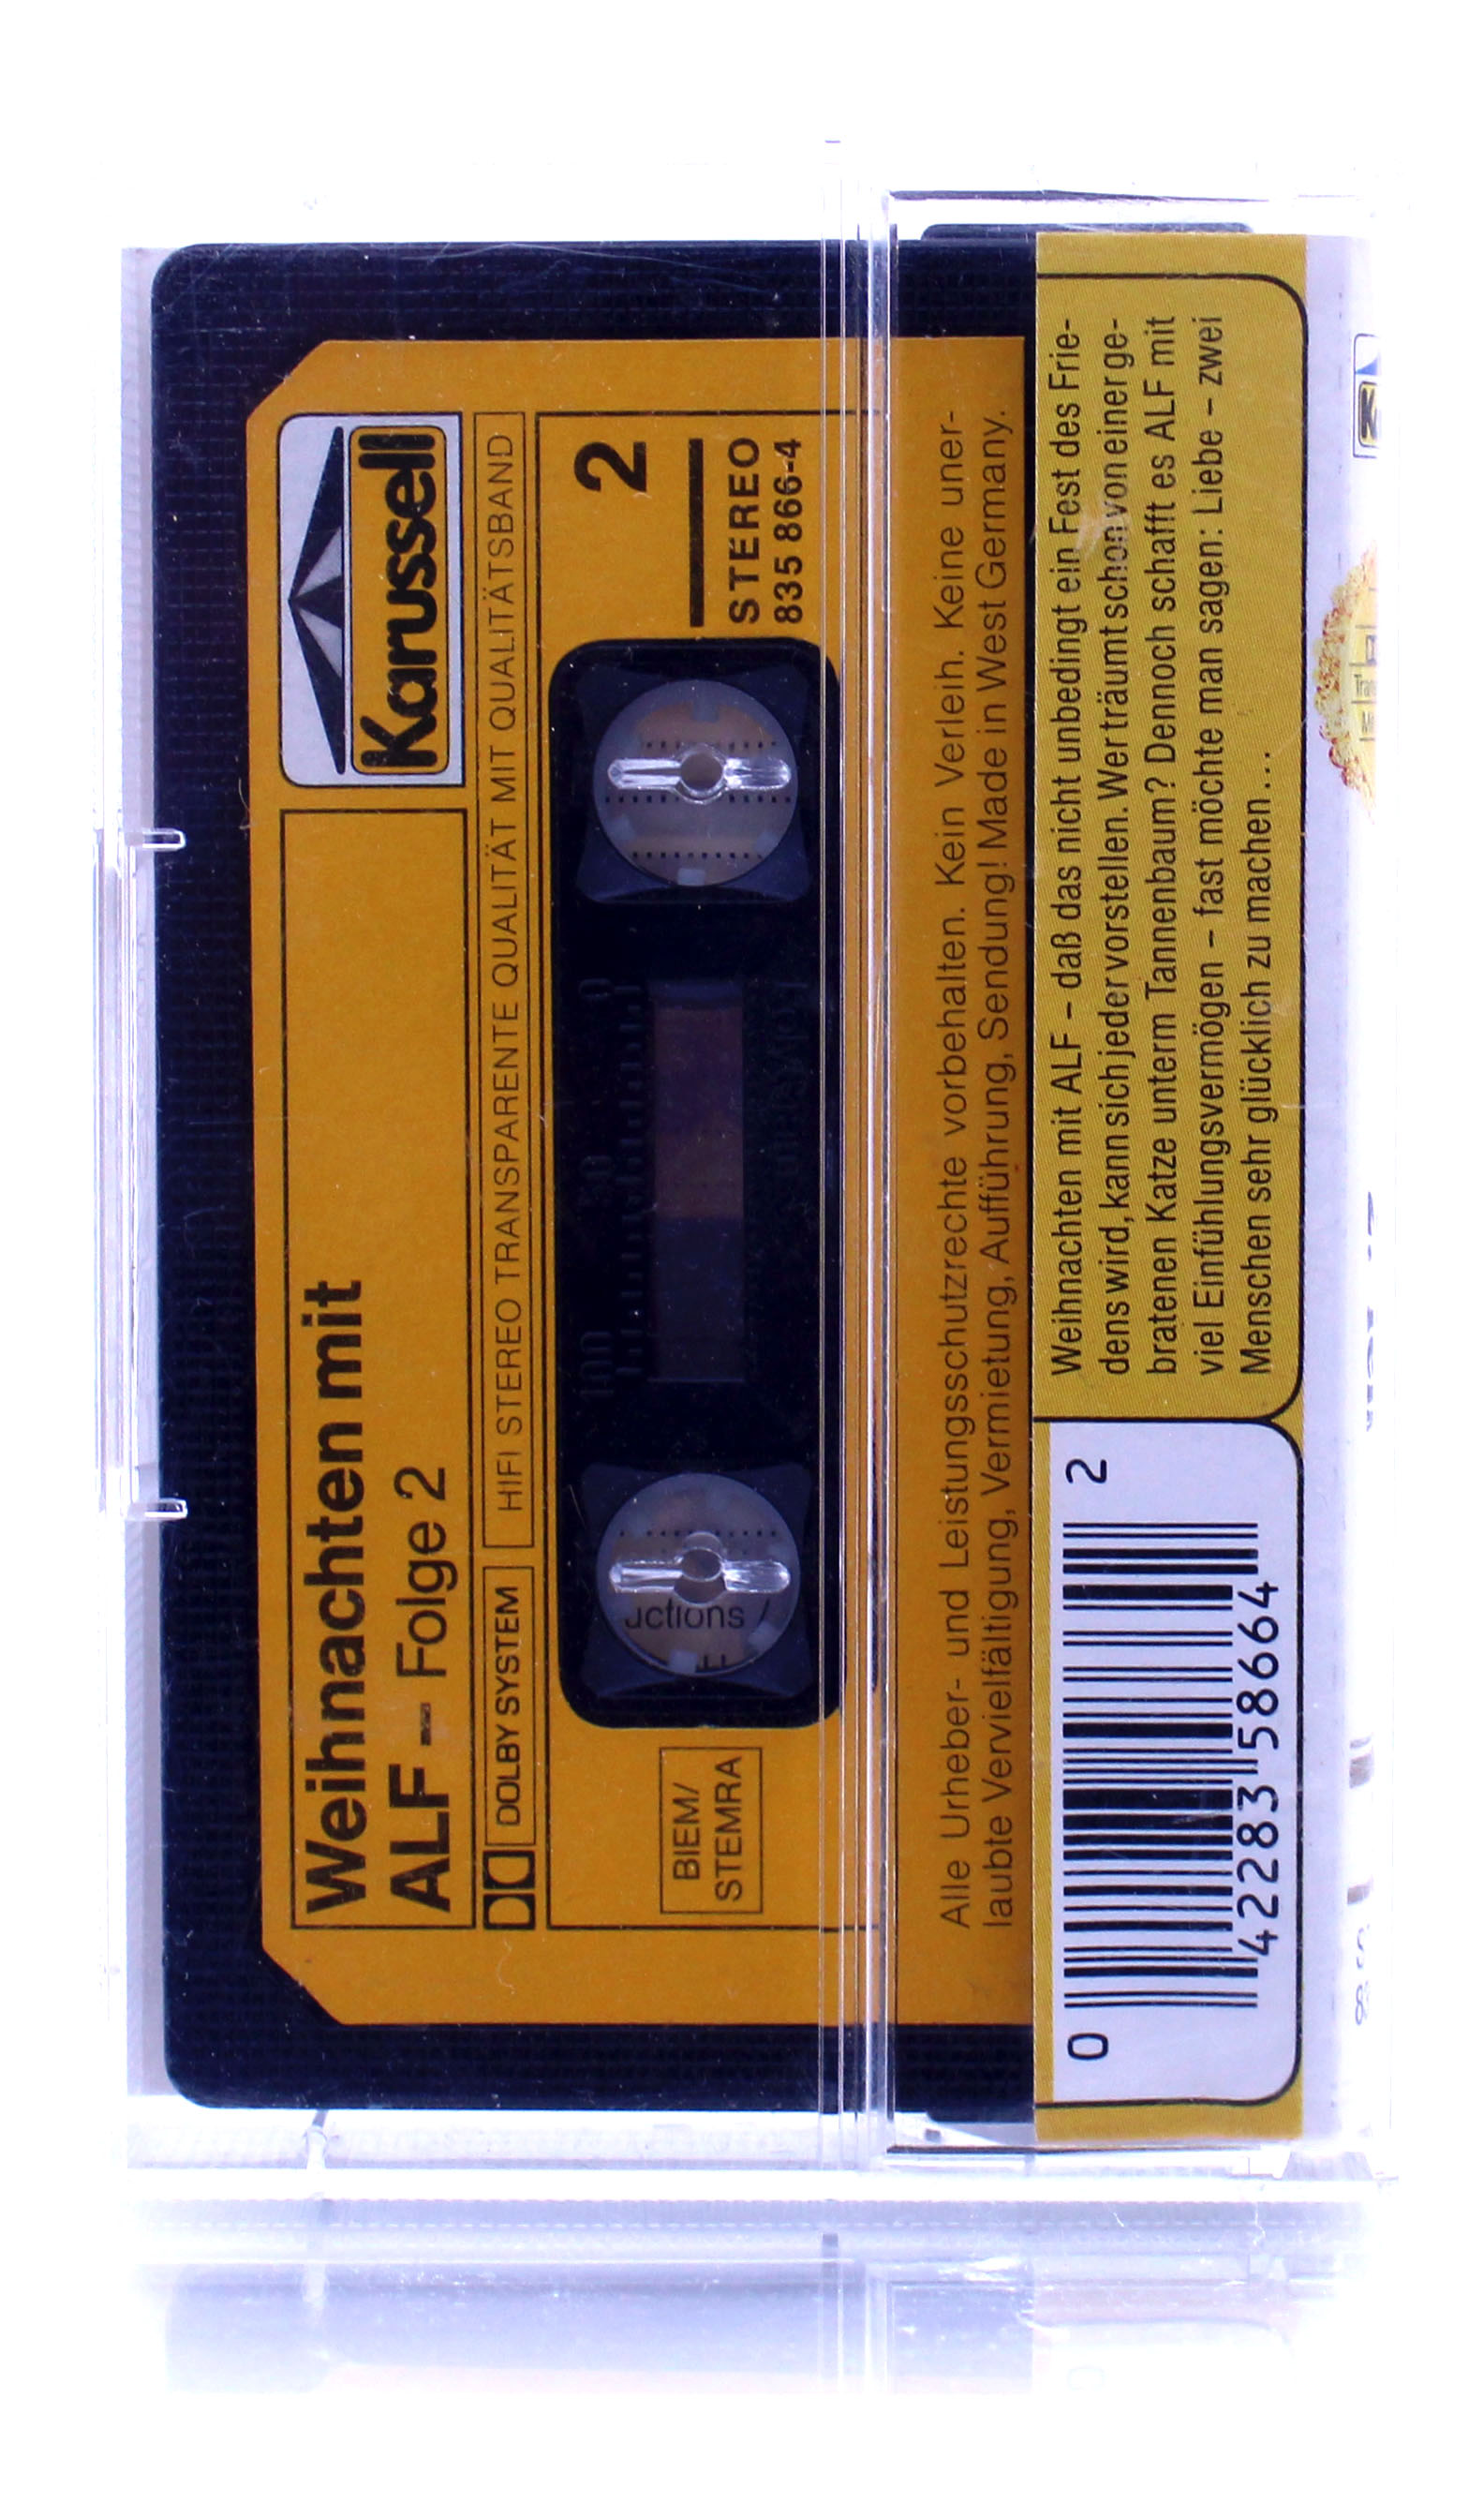 Karussell
Weihnachten mit
ALF – Folge 2
DOLBY SYSTEM
HIFI STEREO TRANSPARENTE QUALITÄT MIT QUALITÄTSBAND
2
STEREO
835 866-4
BIEM/
STEMRA
100 50 0
uctions /
Alle Urheber- und Leistungsschutzrechte vorbehalten. Kein Verleih. Keine uner-
laubte Vervielfältigung, Vermietung, Aufführung, Sendung! Made in West Germany.
Weihnachten mit ALF – daß das nicht unbedingt ein Fest des Frie-
dens wird, kann sich jeder vorstellen. Wer träumt schon von einer ge-
bratenen Katze unterm Tannenbaum? Dennoch schafft es ALF mit
viel Einfühlungsvermögen – fast möchte man sagen: Liebe – zwei
Menschen sehr glücklich zu machen...
0 42283 58664 2